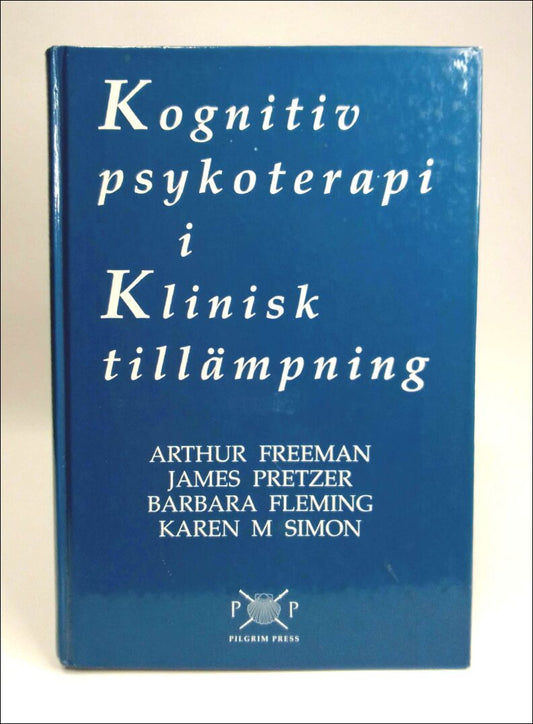 Kognitiv
psykoterapi
i
Klinisk
tillämpning
ARTHUR FREEMAN
JAMES PRETZER
BARBARA FLEMING
KAREN M SIMON
P P
PILGRIM PRESS